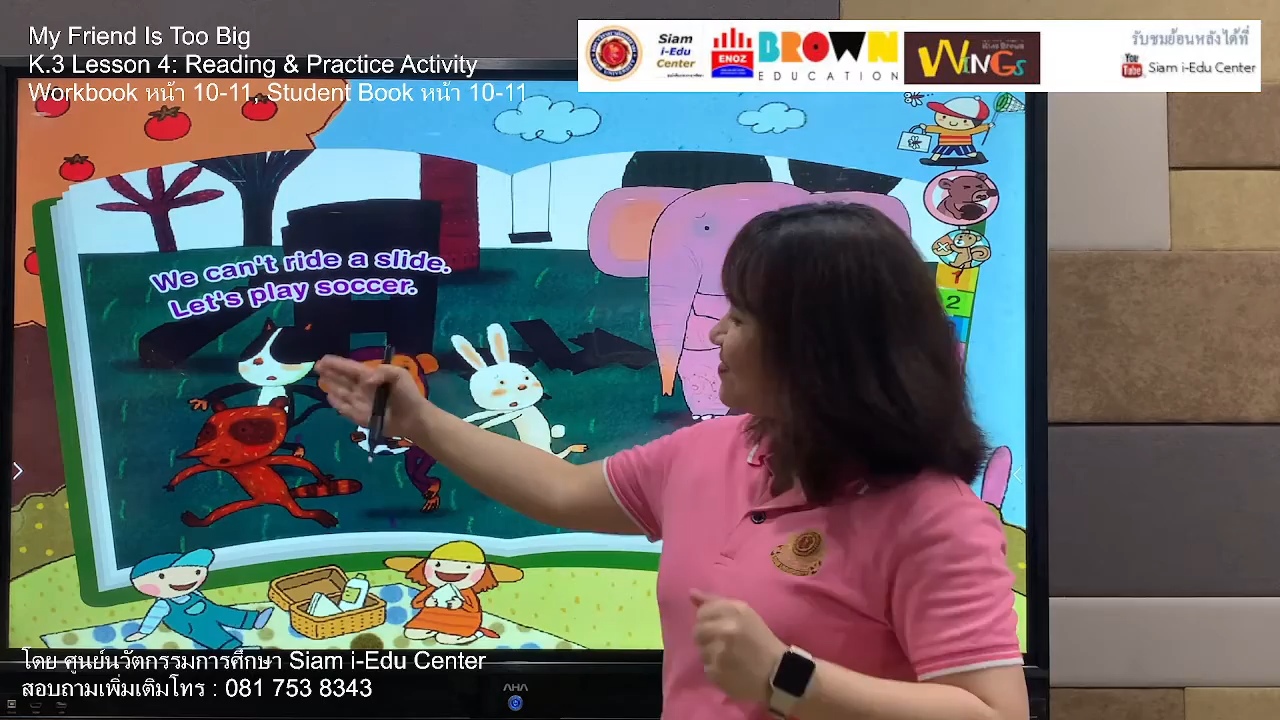 My Friend Is Too Big
K.3 Lesson 4: Reading & Practice Activity
Workbook หน้า 10-11, Student Book หน้า 10-11
Siam
i-Edu
Center
ENOZ
BROWN
EDUCATION
WINGS
รับชมย้อนหลังได้ที่
You
Tube
Siam i-Edu Center
We can't ride a slide.
Let's play soccer.
1
2
โดย ศูนย์นวัตกรรมการศึกษา Siam i-Edu Center
สอบถามเพิ่มเติมโทร : 081 753 8343
AHA